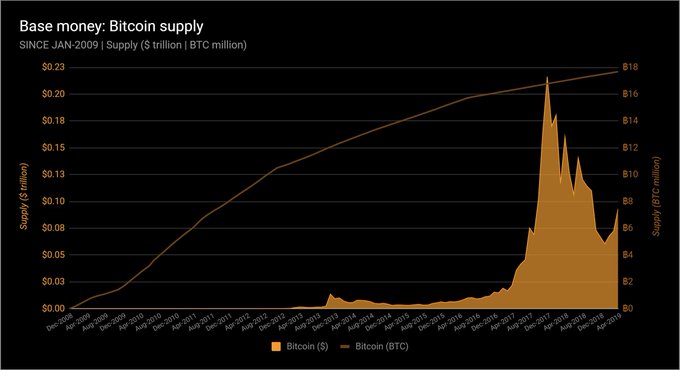 Base money: Bitcoin supply
SINCE JAN-2009 | Supply ($ trillion | BTC million)
$0.23
$0.20
$0.18
$0.15
$0.13
$0.10
$0.08
$0.05
$0.03
$0.00
Supply ($ trillion)
฿18
฿16
฿14
฿12
฿10
฿8
฿6
฿4
฿2
฿0
Supply (BTC million)
Dec-2008
Apr-2009
Aug-2009
Dec-2009
Apr-2010
Aug-2010
Dec-2010
Apr-2011
Aug-2011
Dec-2011
Apr-2012
Aug-2012
Dec-2012
Apr-2013
Aug-2013
Dec-2013
Apr-2014
Aug-2014
Dec-2014
Apr-2015
Aug-2015
Dec-2015
Apr-2016
Aug-2016
Dec-2016
Apr-2017
Aug-2017
Dec-2017
Apr-2018
Aug-2018
Dec-2018
Apr-2019
Bitcoin ($)
Bitcoin (BTC)